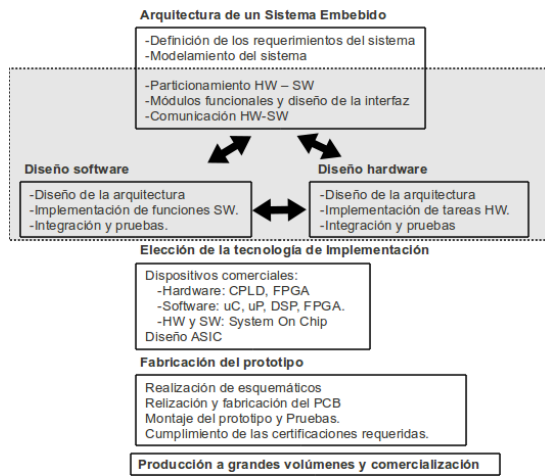 Arquitectura de un Sistema Embebido
-Definición de los requerimientos del sistema
-Modelamiento del sistema
-Particionamiento HW – SW
-Módulos funcionales y diseño de la interfaz
-Comunicación HW-SW
Diseño software
-Diseño de la arquitectura
-Implementación de funciones SW.
-Integración y pruebas.
Diseño hardware
-Diseño de la arquitectura
-Implementación de tareas HW.
-Integración y pruebas
Elección de la tecnología de Implementación
Dispositivos comerciales:
-Hardware: CPLD, FPGA
-Software: uC, uP, DSP, FPGA.
-HW y SW: System On Chip
Diseño ASIC
Fabricación del prototipo
Realización de esquemáticos
Relización y fabricación del PCB
Montaje del prototipo y Pruebas.
Cumplimiento de las certificaciones requeridas.
Producción a grandes volúmenes y comercialización